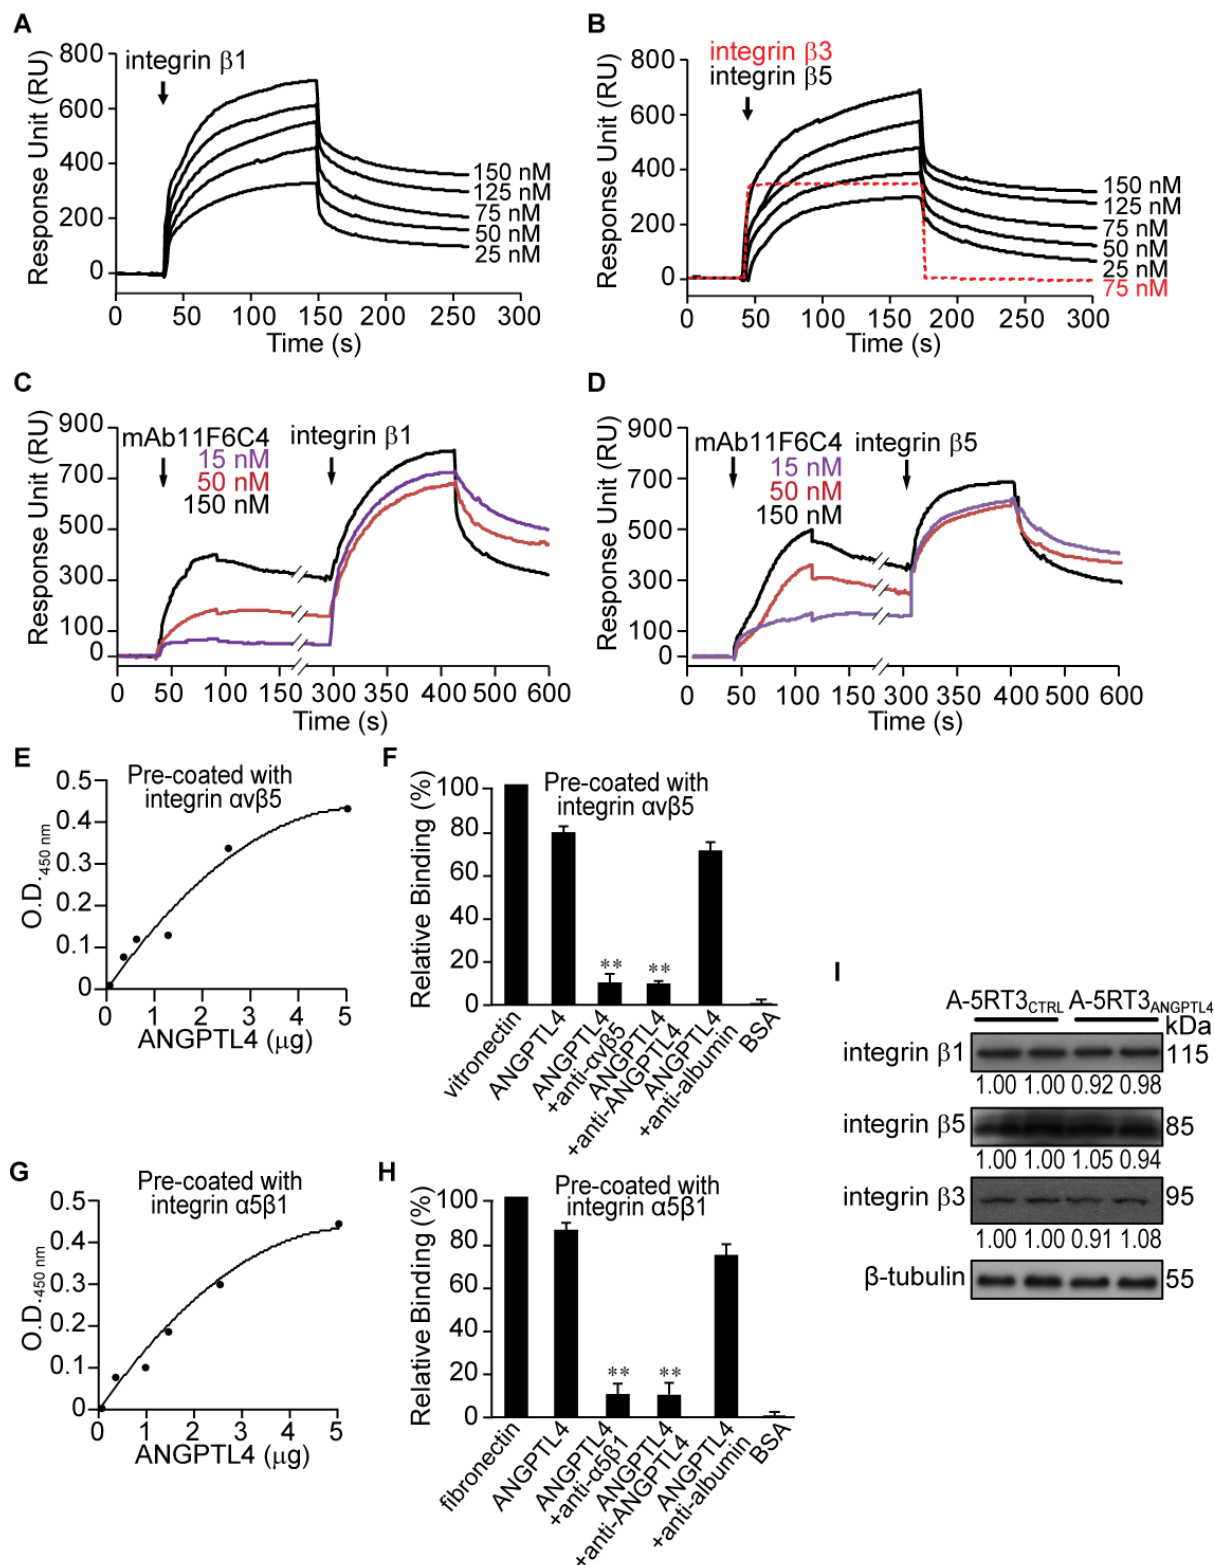 A
800
600
400
200
0
Response Unit (RU)
integrin β1
150 nM
125 nM
75 nM
50 nM
25 nM
0 50 100 150 200 250 300
Time (s)
B
800
600
400
200
0
Response Unit (RU)
integrin β3
integrin β5
150 nM
125 nM
75 nM
50 nM
25 nM
75 nM
0 50 100 150 200 250 300
Time (s)
C
900
700
500
300
100
0
Response Unit (RU)
mAb11F6C4
15 nM
50 nM
150 nM
integrin β1
0 50 100 150 300 400 500 600
Time (s)
D
900
700
500
300
100
0
Response Unit (RU)
mAb11F6C4
15 nM
50 nM
150 nM
integrin β5
0 50 100 150 300 400 500 600
Time (s)
E
Pre-coated with
integrin αvβ5
0.5
0.4
0.3
0.2
0.1
0
O.D.450 nm
0 1 2 3 4 5
ANGPTL4 (μg)
F
Pre-coated with
integrin αvβ5
100
80
60
40
20
0
Relative Binding (%)
** **
vitronectin
ANGPTL4
ANGPTL4
+anti-αvβ5
ANGPTL4
+anti-ANGPTL4
ANGPTL4
+anti-albumin
BSA
G
Pre-coated with
integrin α5β1
0.5
0.4
0.3
0.2
0.1
0
O.D.450 nm
0 1 2 3 4 5
ANGPTL4 (μg)
H
Pre-coated with
integrin α5β1
100
80
60
40
20
0
Relative Binding (%)
** **
fibronectin
ANGPTL4
ANGPTL4
+anti-α5β1
ANGPTL4
+anti-ANGPTL4
ANGPTL4
+anti-albumin
BSA
I
A-5RT3CTRL A-5RT3ANGPTL4
kDa
integrin β1 115
1.00 1.00 0.92 0.98
integrin β5 85
1.00 1.00 1.05 0.94
integrin β3 95
1.00 1.00 0.91 1.08
β-tubulin 55